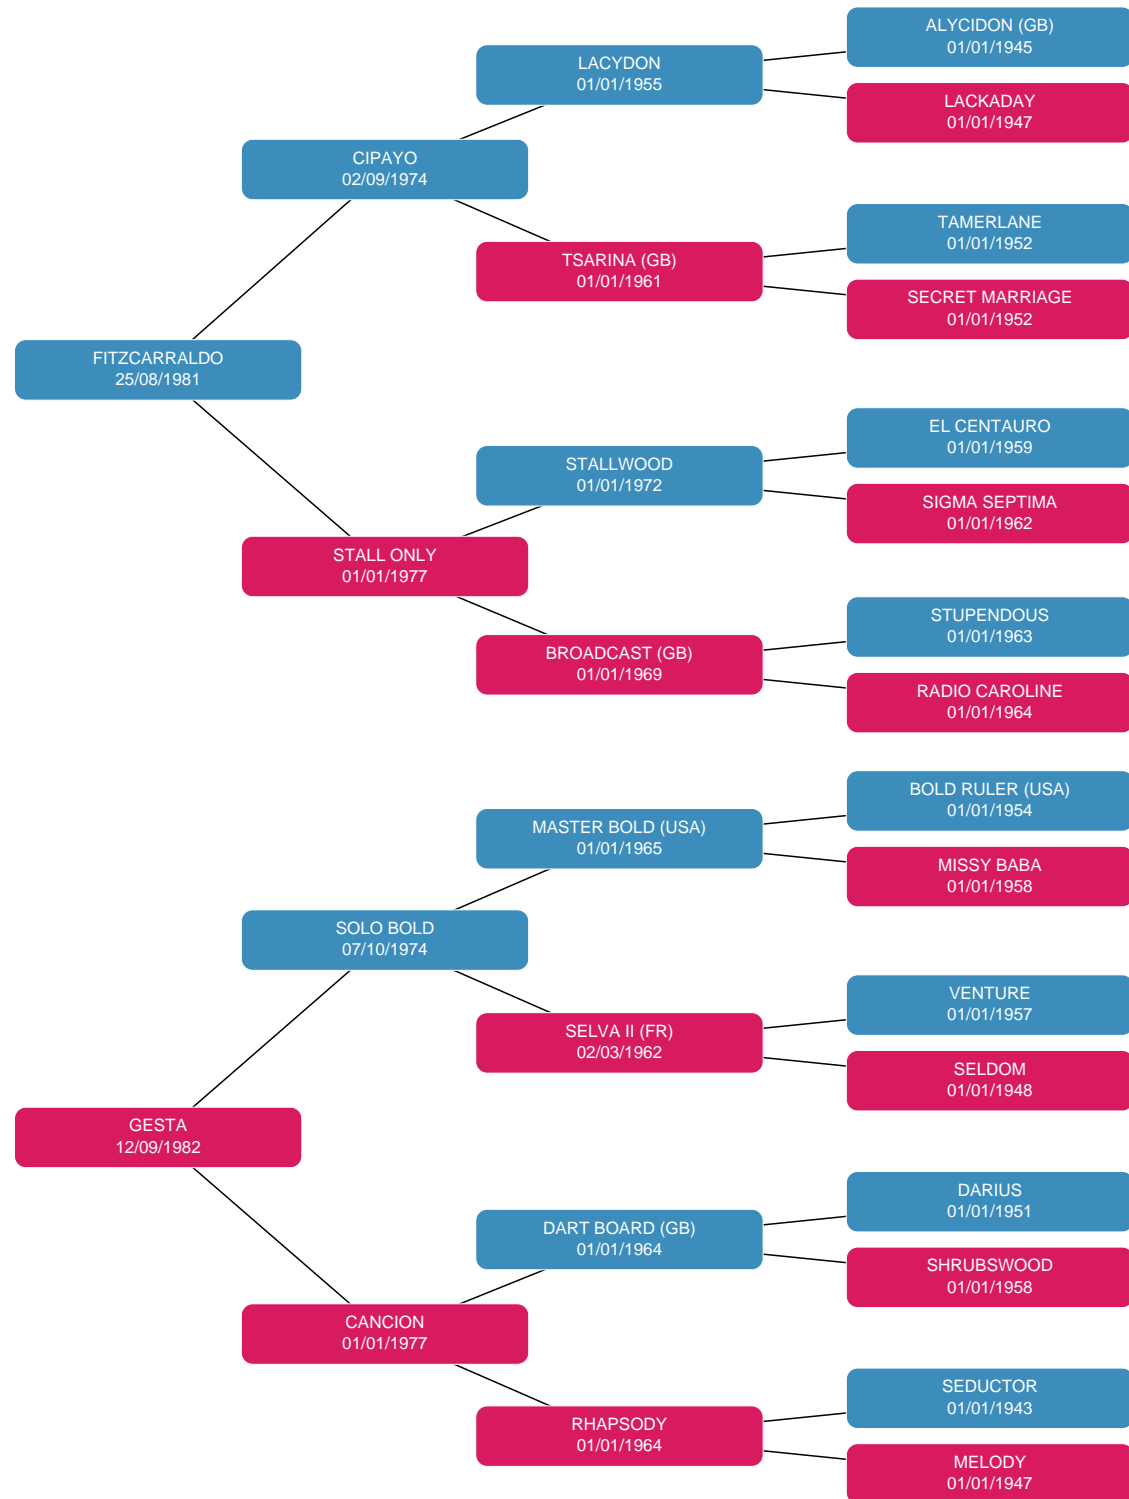 ALYCIDON (GB)
01/01/1945
LACYDON
01/01/1955
LACKADAY
01/01/1947
CIPAYO
02/09/1974
TAMERLANE
01/01/1952
TSARINA (GB)
01/01/1961
SECRET MARRIAGE
01/01/1952
FITZCARRALDO
25/08/1981
EL CENTAURO
01/01/1959
STALLWOOD
01/01/1972
SIGMA SEPTIMA
01/01/1962
STALL ONLY
01/01/1977
STUPENDOUS
01/01/1963
BROADCAST (GB)
01/01/1969
RADIO CAROLINE
01/01/1964
BOLD RULER (USA)
01/01/1954
MASTER BOLD (USA)
01/01/1965
MISSY BABA
01/01/1958
SOLO BOLD
07/10/1974
VENTURE
01/01/1957
SELVA II (FR)
02/03/1962
SELDOM
01/01/1948
GESTA
12/09/1982
DARIUS
01/01/1951
DART BOARD (GB)
01/01/1964
SHRUBSWOOD
01/01/1958
CANCION
01/01/1977
SEDUCTOR
01/01/1943
RHAPSODY
01/01/1964
MELODY
01/01/1947